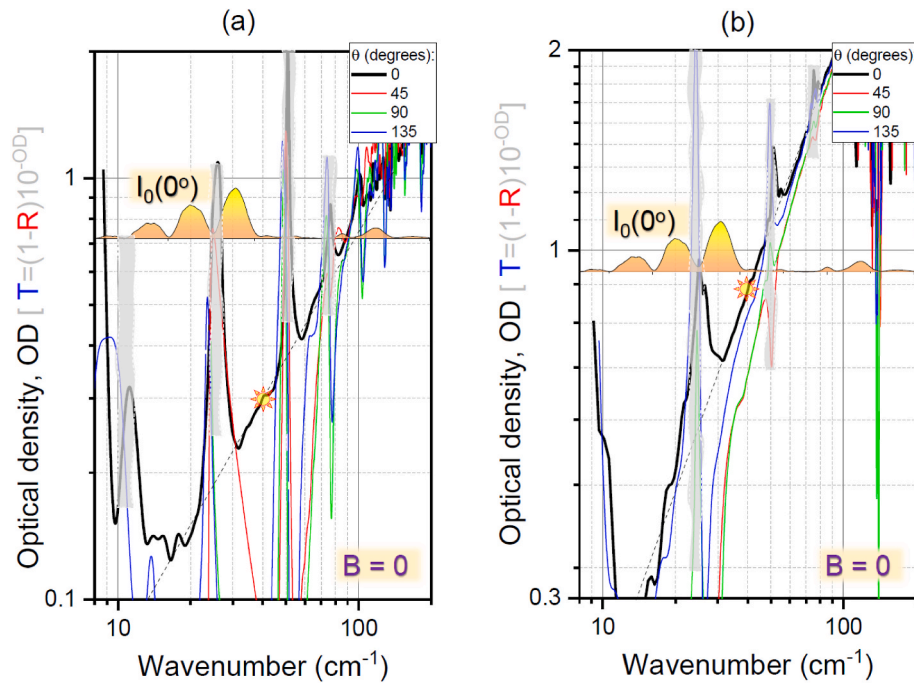 (a)
Optical density, OD [ T=(1-R)10^-OD]
1
0.1
θ (degrees):
0
45
90
135
I₀(0°)
B = 0
10
100
Wavenumber (cm⁻¹)
(b)
Optical density, OD [ T=(1-R)10^-OD]
2
1
0.3
θ (degrees):
0
45
90
135
I₀(0°)
B = 0
10
100
Wavenumber (cm⁻¹)